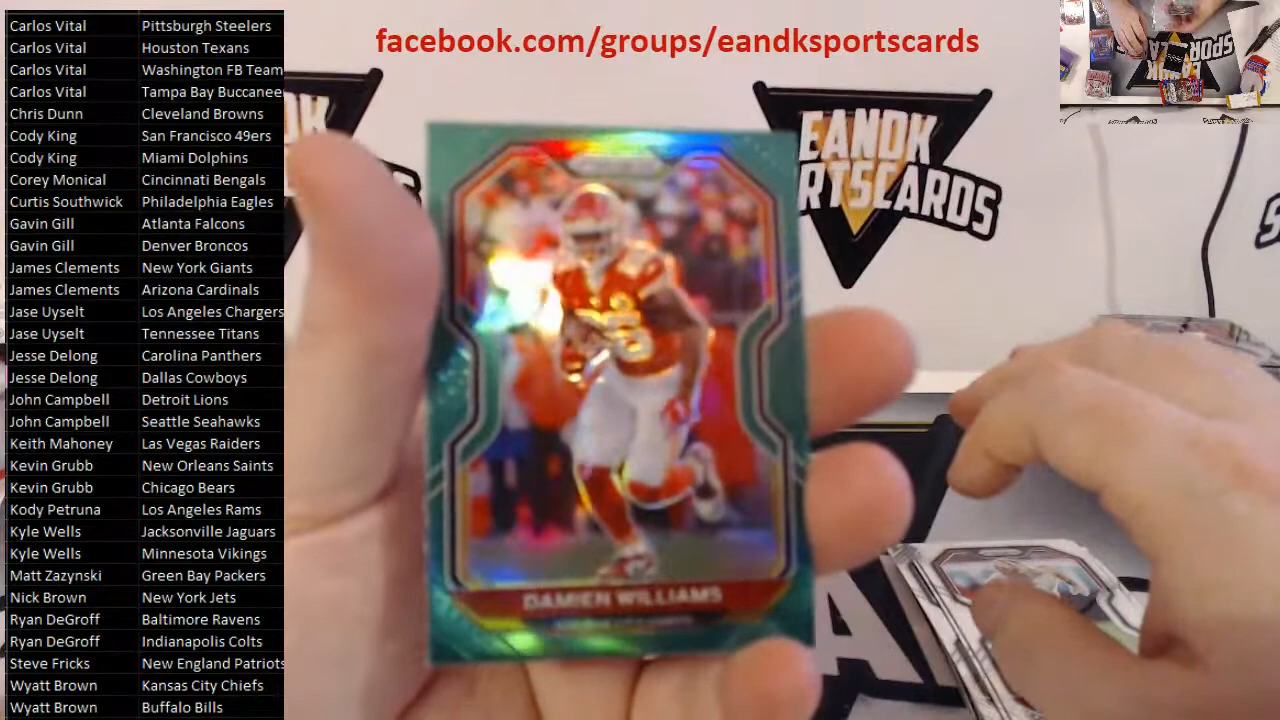 Carlos Vital Pittsburgh Steelers
Carlos Vital Houston Texans
Carlos Vital Washington FB Team
Carlos Vital Tampa Bay Buccanee
Chris Dunn Cleveland Browns
Cody King San Francisco 49ers
Cody King Miami Dolphins
Corey Monical Cincinnati Bengals
Curtis Southwick Philadelphia Eagles
Gavin Gill Atlanta Falcons
Gavin Gill Denver Broncos
James Clements New York Giants
James Clements Arizona Cardinals
Jase Uyselt Los Angeles Chargers
Jase Uyselt Tennessee Titans
Jesse Delong Carolina Panthers
Jesse Delong Dallas Cowboys
John Campbell Detroit Lions
John Campbell Seattle Seahawks
Keith Mahoney Las Vegas Raiders
Kevin Grubb New Orleans Saints
Kevin Grubb Chicago Bears
Kody Petruna Los Angeles Rams
Kyle Wells Jacksonville Jaguars
Kyle Wells Minnesota Vikings
Matt Zazynski Green Bay Packers
Nick Brown New York Jets
Ryan DeGroff Baltimore Ravens
Ryan DeGroff Indianapolis Colts
Steve Fricks New England Patriots
Wyatt Brown Kansas City Chiefs
Wyatt Brown Buffalo Bills
facebook.com/groups/eandksportscards
EANDK
RTSCARDS
DAMIEN WILLIAMS